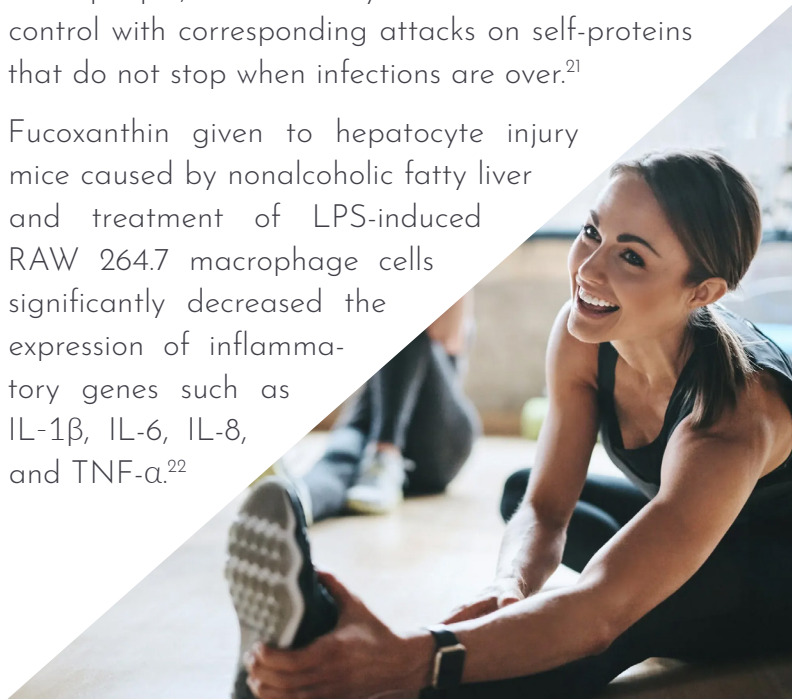 control with corresponding attacks on self-proteins
that do not stop when infections are over.21
Fucoxanthin given to hepatocyte injury
mice caused by nonalcoholic fatty liver
and treatment of LPS-induced
RAW 264.7 macrophage cells
significantly decreased the
expression of inflamma-
tory genes such as
IL-1β, IL-6, IL-8,
and TNF-α.22